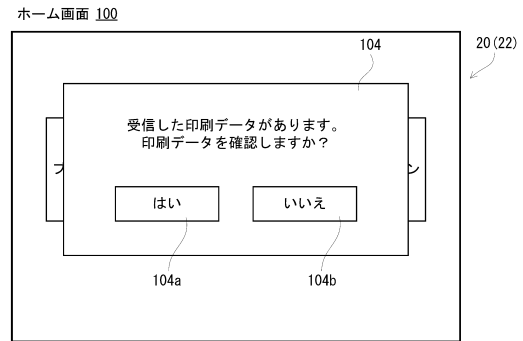 ホーム画面 100
20(22)
104
受信した印刷データがあります。
印刷データを確認しますか？
フ
ン
はい
いいえ
104a
104b